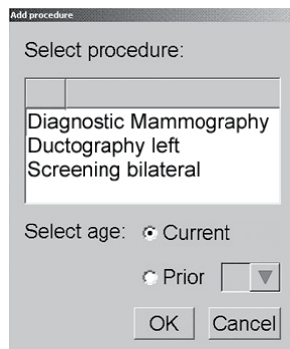 Add procedure
Select procedure:
Diagnostic Mammography
Ductography left
Screening bilateral
Select age: Current
Prior
OK Cancel